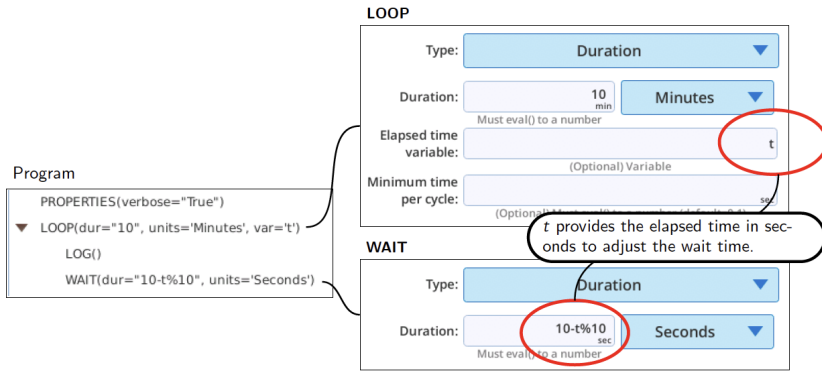 LOOP
Type:
Duration
Duration:
10
min
Minutes
Must eval() to a number
Elapsed time
variable:
t
(Optional) Variable
Minimum time
per cycle:
sec
(Optional)
Program
PROPERTIES(verbose="True")
LOOP(dur="10", units='Minutes', var='t')
LOG()
WAIT(dur="10-t%10", units='Seconds')
t provides the elapsed time in sec-
onds to adjust the wait time.
WAIT
Type:
Duration
Duration:
10-t%10
sec
Seconds
Must eval() to a number